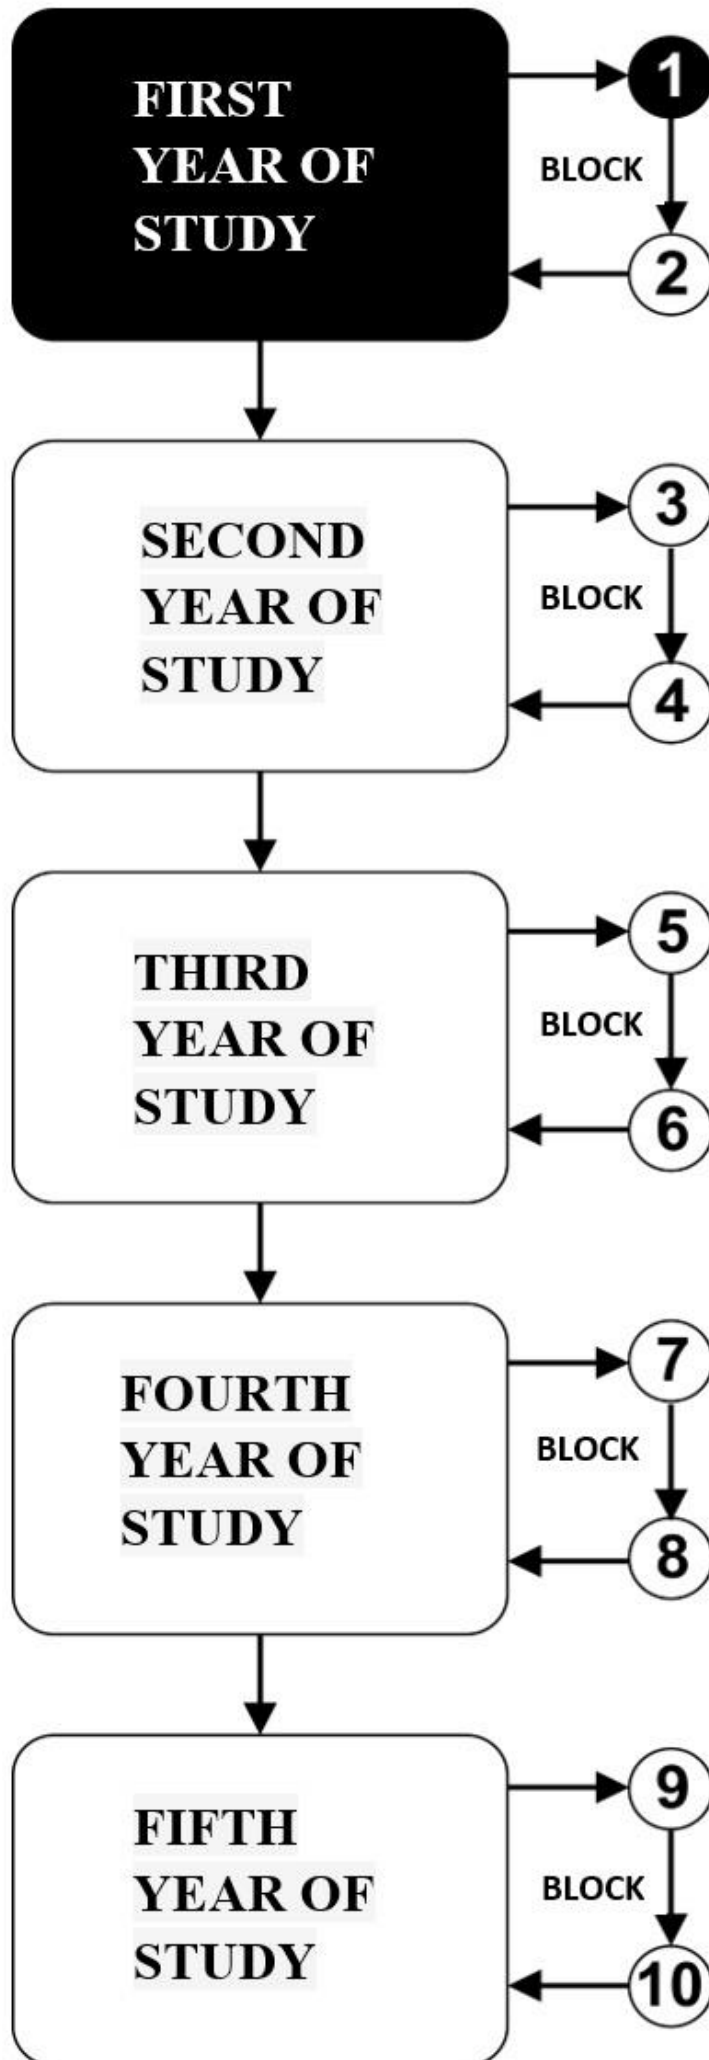 FIRST
YEAR OF
STUDY
1
BLOCK
2
SECOND
YEAR OF
STUDY
3
BLOCK
4
THIRD
YEAR OF
STUDY
5
BLOCK
6
FOURTH
YEAR OF
STUDY
7
BLOCK
8
FIFTH
YEAR OF
STUDY
9
BLOCK
10